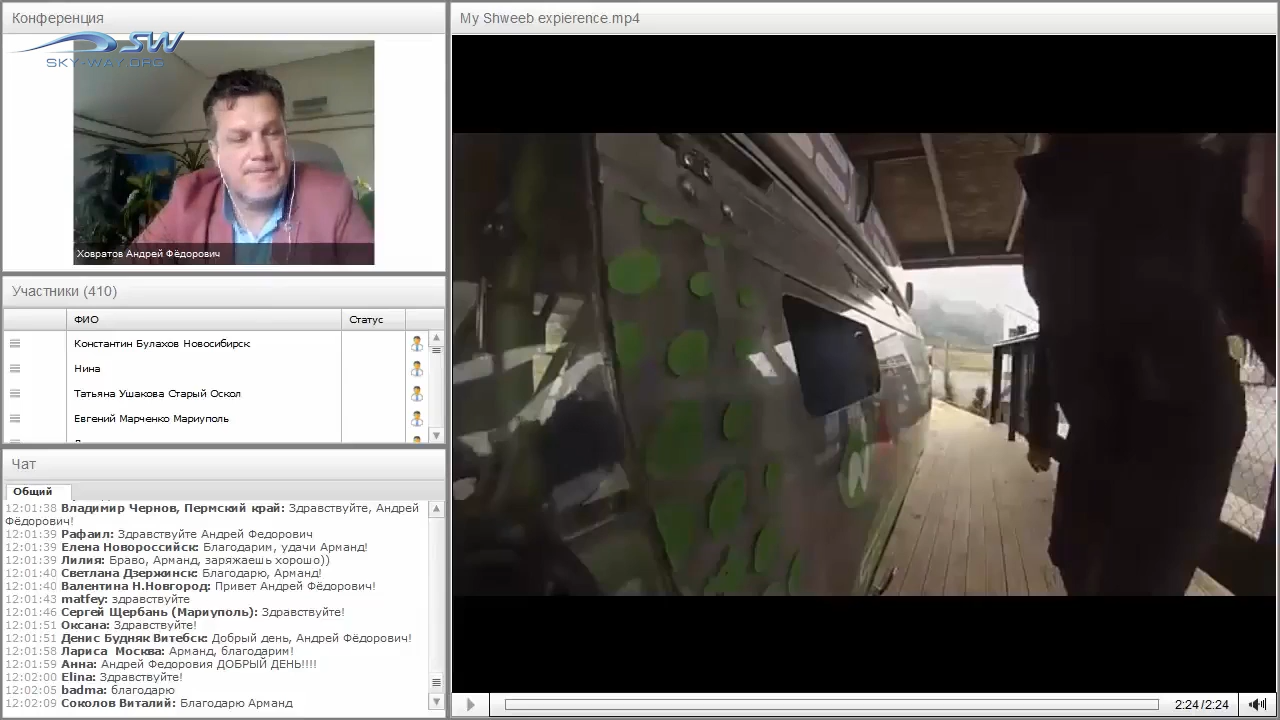 Конференция
SW
SKY-WAY.ORG
Ховратов Андрей Фёдорович
Участники (410)
ФИО Статус
Константин Булахов Новосибирск
Нина
Татьяна Ушакова Старый Оскол
Евгений Марченко Мариуполь
Чат
Общий
12:01:38 Владимир Чернов, Пермский край: Здравствуйте, Андрей
Фёдорович!
12:01:39 Рафаил: Здравствуйте Андрей Федорович
12:01:39 Елена Новороссийск: Благодарим, удачи Арманд!
12:01:39 Лилия: Браво, Арманд, заряжаешь хорошо))
12:01:40 Светлана Дзержинск: Благодарю, Арманд!
12:01:40 Валентина Н.Новгород: Привет Андрей Фёдорович!
12:01:43 matfey: здравствуйте
12:01:46 Сергей Щербань (Мариуполь): Здравствуйте!
12:01:51 Оксана: Здравствуйте!
12:01:51 Денис Будняк Витебск: Добрый день, Андрей Фёдорович!
12:01:58 Лариса Москва: Арманд, благодарим!
12:01:59 Анна: Андрей Федоровия ДОБРЫЙ ДЕНЬ!!!!
12:02:00 Elina: Здравствуйте!
12:02:05 badma: благодарю
12:02:09 Соколов Виталий: Благодарю Арманд
My Shweeb expierence.mp4
2:24/2:24